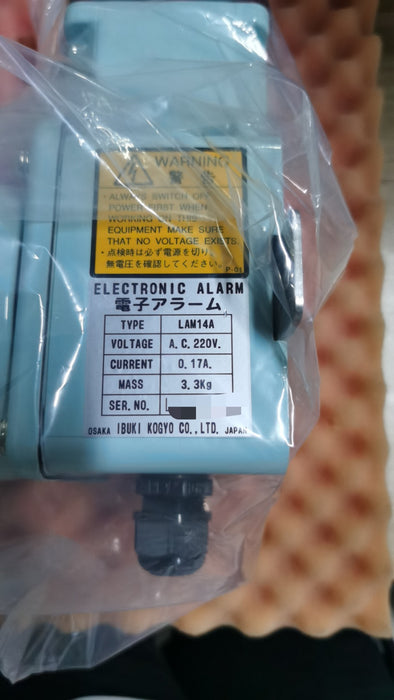 WARNING
警告
・ALWAYS SWITCH OFF
POWER FIRST WHEN
WORKING ON THIS
EQUIPMENT MAKE SURE
THAT NO VOLTAGE EXISTS.
・点検時は必ず電源を切り、
無電圧を確認してください。
P-01
ELECTRONIC ALARM
電子アラーム
TYPE LAM14A
VOLTAGE A.C.220V.
CURRENT 0.17A.
MASS 3.3Kg
SER.NO.
OSAKA IBUKI KOGYO CO.,LTD. JAPAN